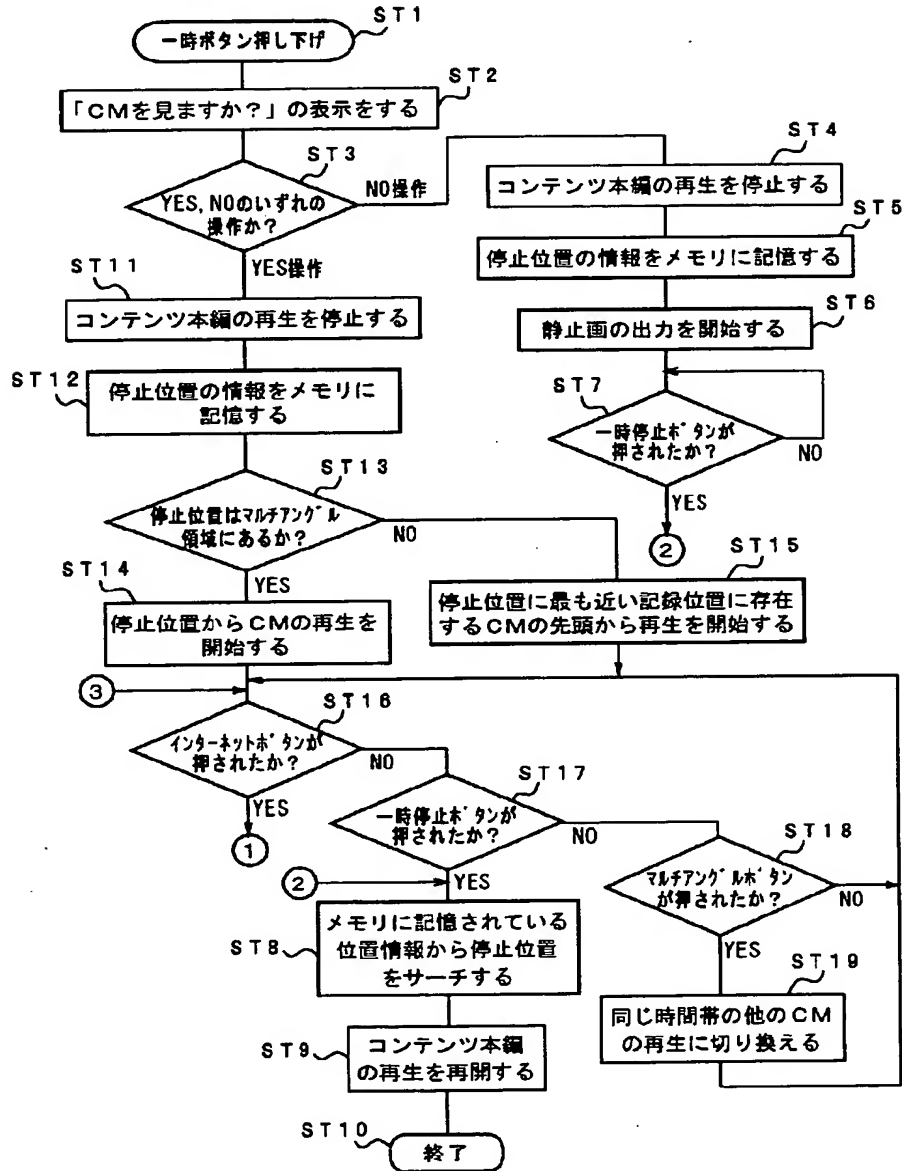 ST1
一時ボタン押し下げ
ST2
「CMを見ますか?」の表示をする
ST3
YES,NOのいずれの
操作か?
NO操作
YES操作
ST4
コンテンツ本編の再生を停止する
ST5
停止位置の情報をメモリに記憶する
ST6
静止画の出力を開始する
ST7
一時停止ボタンが
押されたか?
NO
YES
②
ST11
コンテンツ本編の再生を停止する
ST12
停止位置の情報をメモリに
記憶する
ST13
停止位置はマルチアングル
領域にあるか?
NO
YES
ST14
停止位置からCMの再生を
開始する
ST15
停止位置に最も近い記録位置に存在
するCMの先頭から再生を開始する
③
ST16
インターネットボタンが
押されたか?
NO
YES
①
ST17
一時停止ボタンが
押されたか?
NO
YES
②
ST18
マルチアングルボタン
が押されたか?
NO
YES
ST8
メモリに記憶されている
位置情報から停止位置
をサーチする
ST19
同じ時間帯の他のCM
の再生に切り換える
ST9
コンテンツ本編
の再生を再開する
ST10
終了